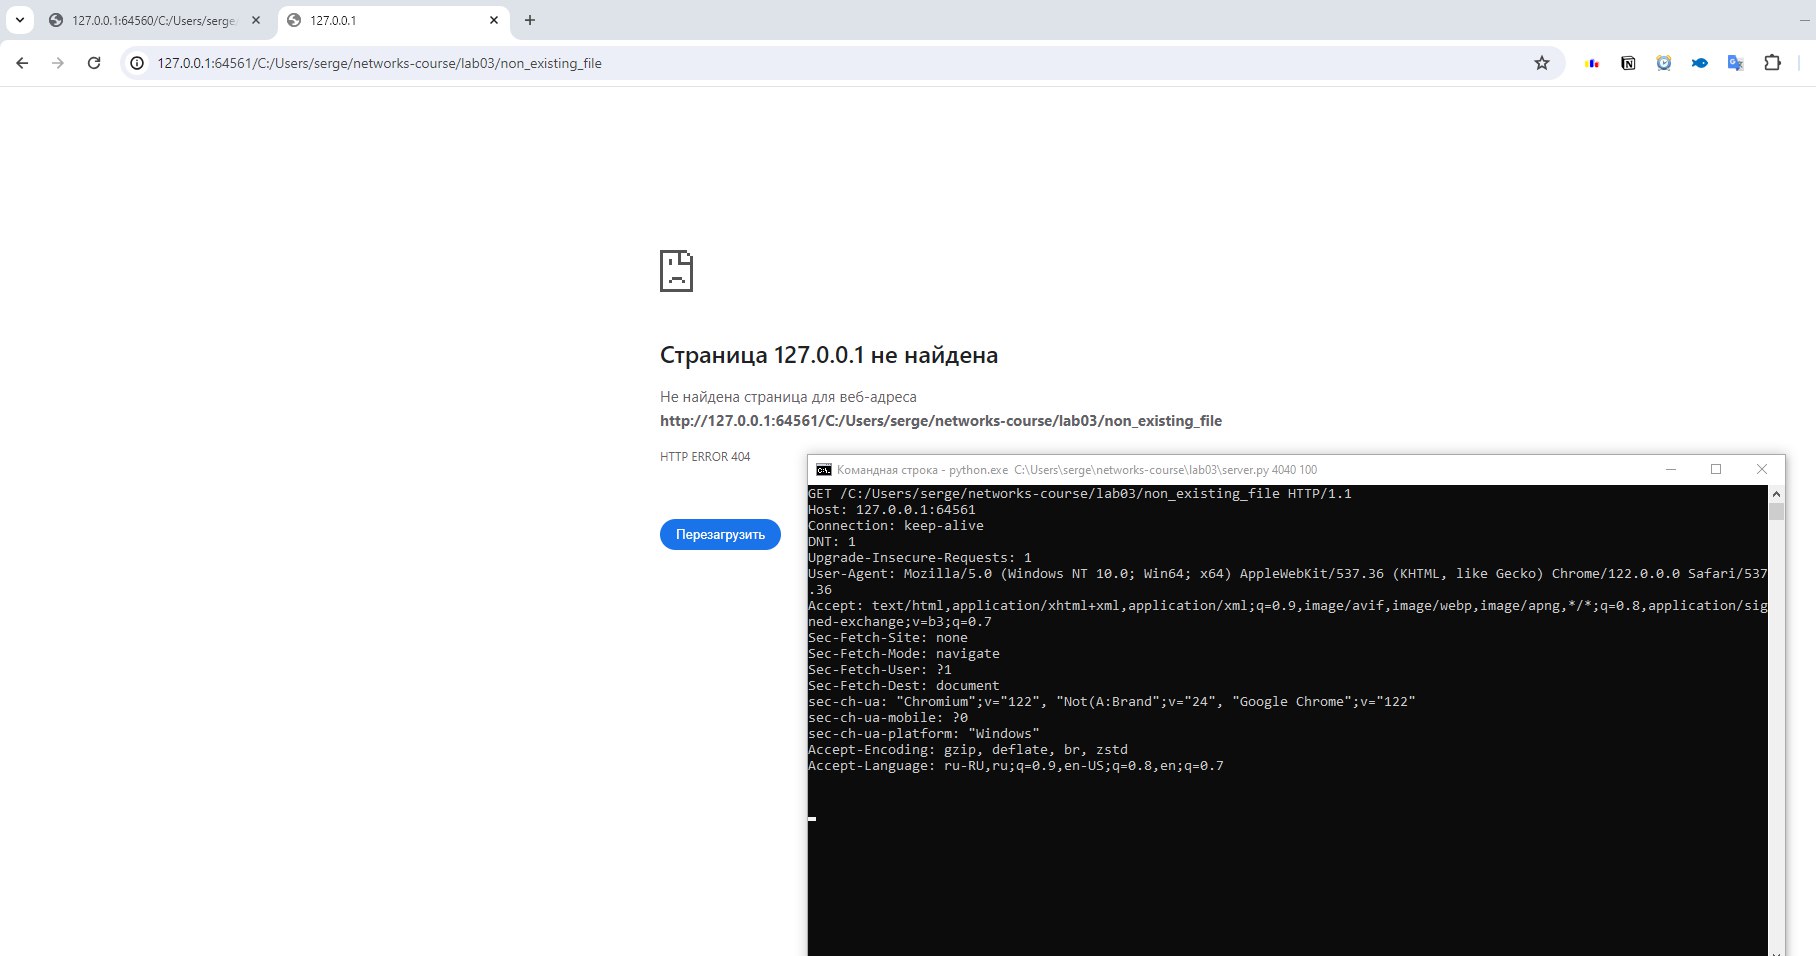 127.0.0.1:64560/C:/Users/serge/
127.0.0.1
127.0.0.1:64561/C:/Users/serge/networks-course/lab03/non_existing_file
Страница 127.0.0.1 не найдена
Не найдена страница для веб-адреса
http://127.0.0.1:64561/C:/Users/serge/networks-course/lab03/non_existing_file
HTTP ERROR 404
Перезагрузить
Командная строка - python.exe C:\Users\serge\networks-course\lab03\server.py 4040 100
GET /C:/Users/serge/networks-course/lab03/non_existing_file HTTP/1.1
Host: 127.0.0.1:64561
Connection: keep-alive
DNT: 1
Upgrade-Insecure-Requests: 1
User-Agent: Mozilla/5.0 (Windows NT 10.0; Win64; x64) AppleWebKit/537.36 (KHTML, like Gecko) Chrome/122.0.0.0 Safari/537
.36
Accept: text/html,application/xhtml+xml,application/xml;q=0.9,image/avif,image/webp,image/apng,*/*;q=0.8,application/sig
ned-exchange;v=b3;q=0.7
Sec-Fetch-Site: none
Sec-Fetch-Mode: navigate
Sec-Fetch-User: ?1
Sec-Fetch-Dest: document
sec-ch-ua: "Chromium";v="122", "Not(A:Brand";v="24", "Google Chrome";v="122"
sec-ch-ua-mobile: ?0
sec-ch-ua-platform: "Windows"
Accept-Encoding: gzip, deflate, br, zstd
Accept-Language: ru-RU,ru;q=0.9,en-US;q=0.8,en;q=0.7